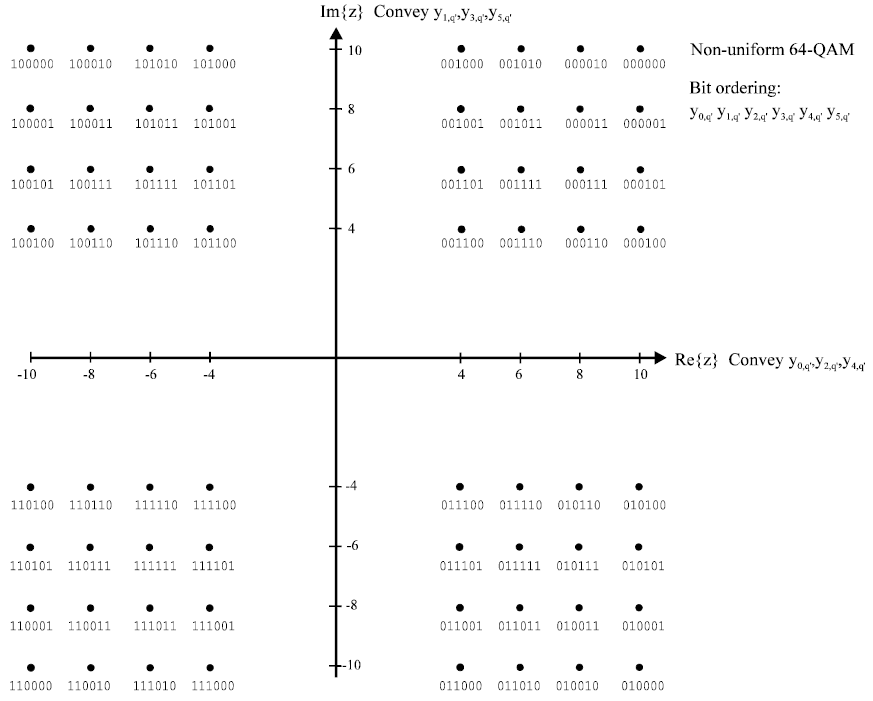 Im{z} Convey y1,q',y3,q',y5,q'
10
Non-uniform 64-QAM
100000 100010 101010 101000 001000 001010 000010 000000
Bit ordering:
8
y0,q' y1,q' y2,q' y3,q' y4,q' y5,q'
100001 100011 101011 101001 001001 001011 000011 000001
6
100101 100111 101111 101101 001101 001111 000111 000101
4
100100 100110 101110 101100 001100 001110 000110 000100
Re{z} Convey y0,q',y2,q',y4,q'
-10 -8 -6 -4 4 6 8 10
-4
110100 110110 111110 111100 011100 011110 010110 010100
-6
110101 110111 111111 111101 011101 011111 010111 010101
-8
110001 110011 111011 111001 011001 011011 010011 010001
-10
110000 110010 111010 111000 011000 011010 010010 010000